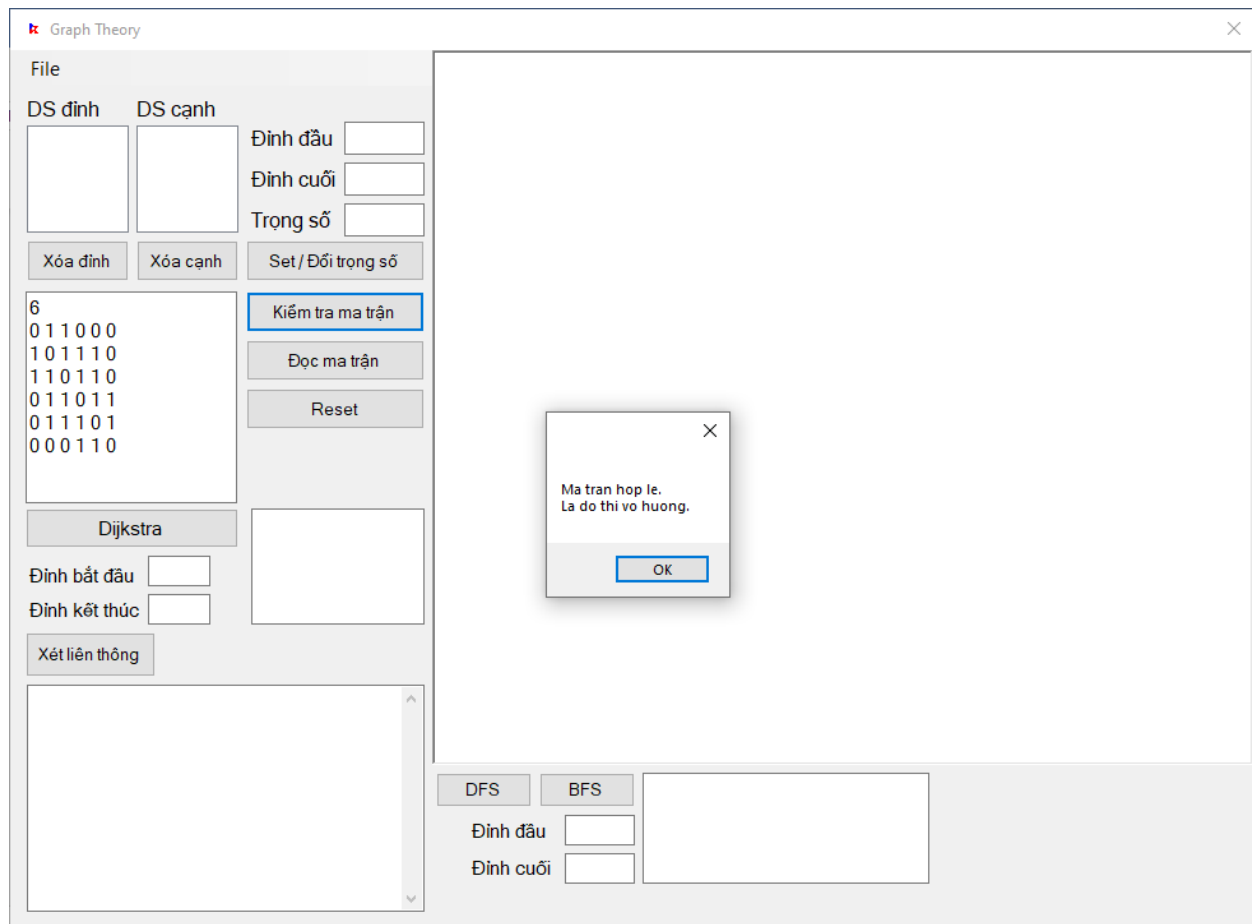 Graph Theory
File
DS đỉnh DS cạnh
Đỉnh đầu
Đỉnh cuối
Trọng số
Xóa đỉnh Xóa cạnh Set / Đổi trọng số
6
0 1 1 0 0 0
1 0 1 1 1 0
1 1 0 1 1 0
0 1 1 0 1 1
0 1 1 1 0 1
0 0 0 1 1 0
Kiểm tra ma trận
Đọc ma trận
Reset
Ma tran hop le.
La do thi vo huong.
OK
Dijkstra
Đỉnh bắt đầu
Đỉnh kết thúc
Xét liên thông
DFS BFS
Đỉnh đầu
Đỉnh cuối